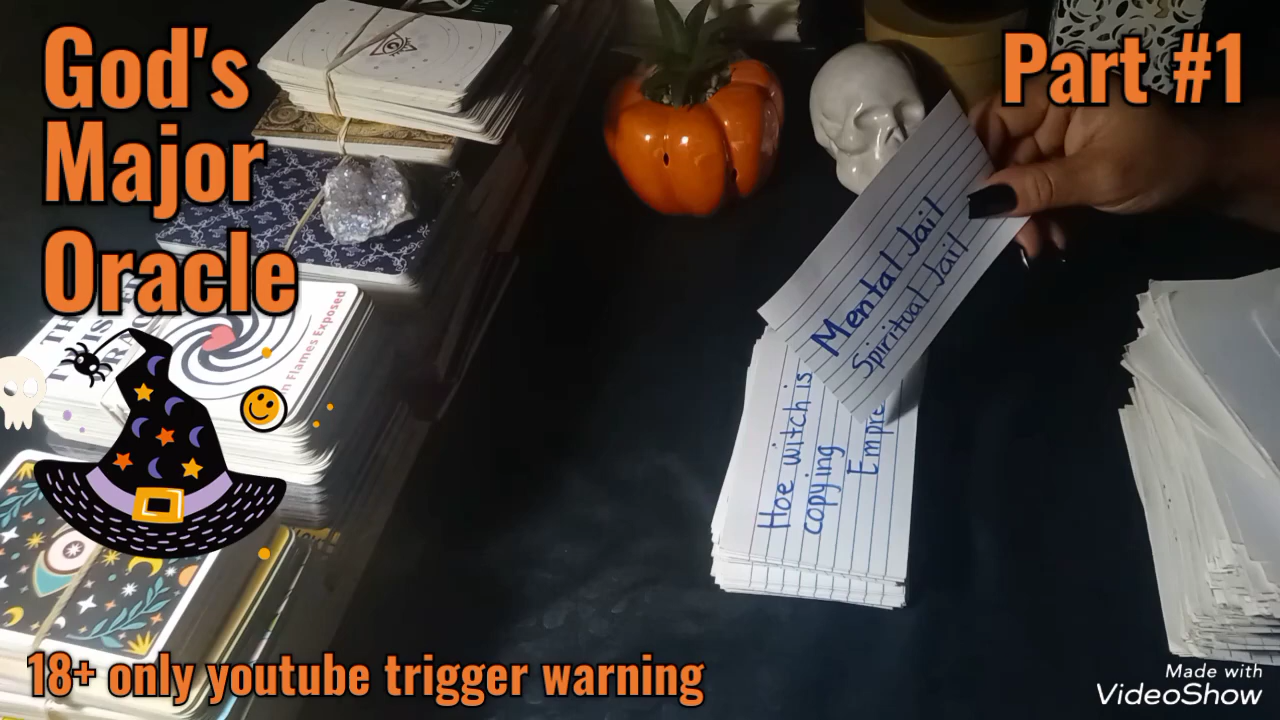 God's
Major
Oracle
Part #1
Mental Jail
Spiritual Jail
Hoe witch is
copying
Flames Exposed
18+ only youtube trigger warning
Made with
VideoShow